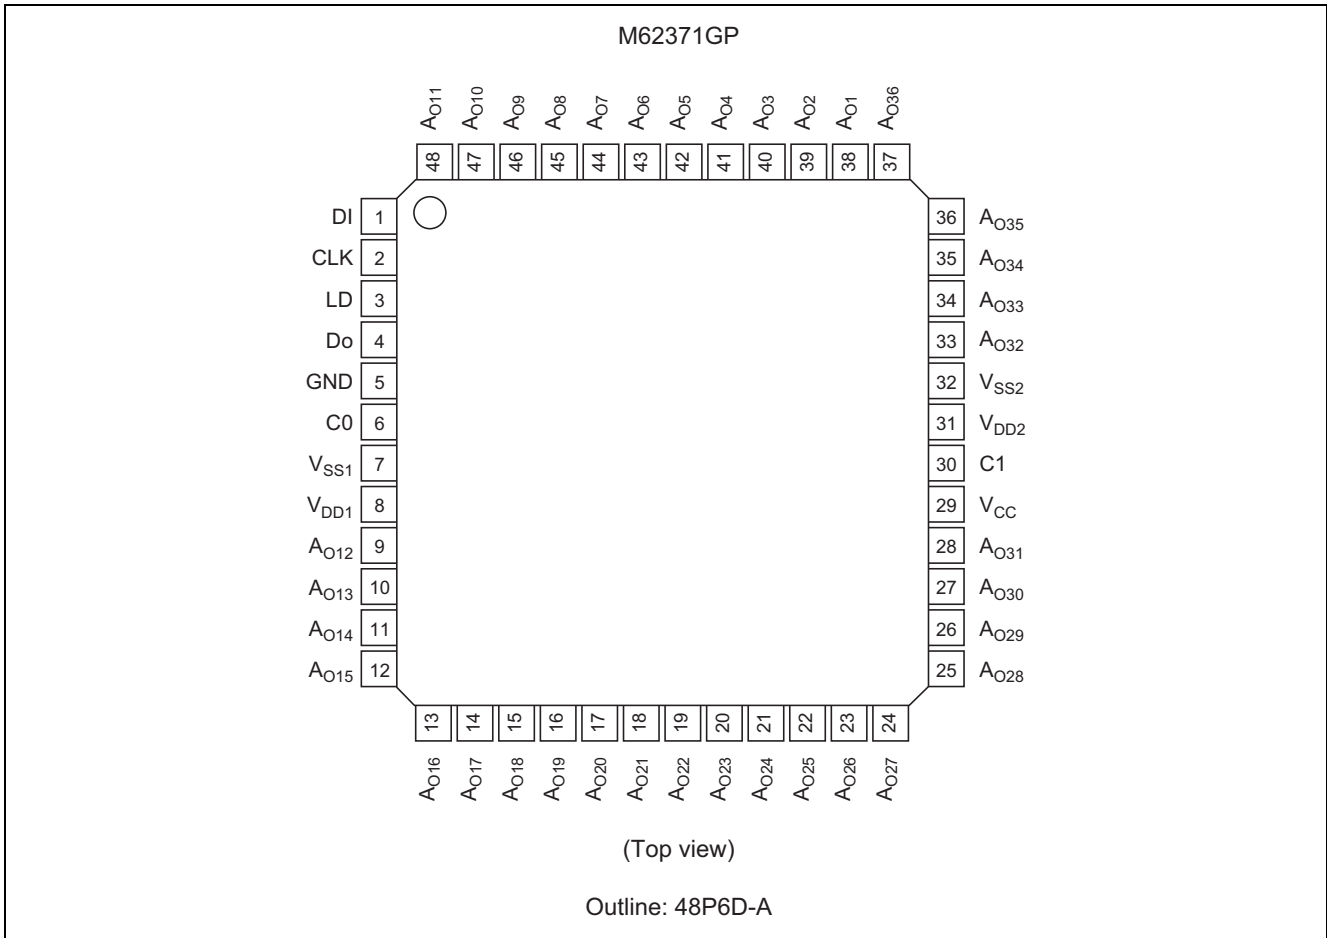 M62371GP
AO11 AO10 AO9 AO8 AO7 AO6 AO5 AO4 AO3 AO2 AO1 AO36
48 47 46 45 44 43 42 41 40 39 38 37
DI 1 36 AO35
CLK 2 35 AO34
LD 3 34 AO33
Do 4 33 AO32
GND 5 32 VSS2
C0 6 31 VDD2
VSS1 7 30 C1
VDD1 8 29 VCC
AO12 9 28 AO31
AO13 10 27 AO30
AO14 11 26 AO29
AO15 12 25 AO28
13 14 15 16 17 18 19 20 21 22 23 24
AO16 AO17 AO18 AO19 AO20 AO21 AO22 AO23 AO24 AO25 AO26 AO27
(Top view)
Outline: 48P6D-A